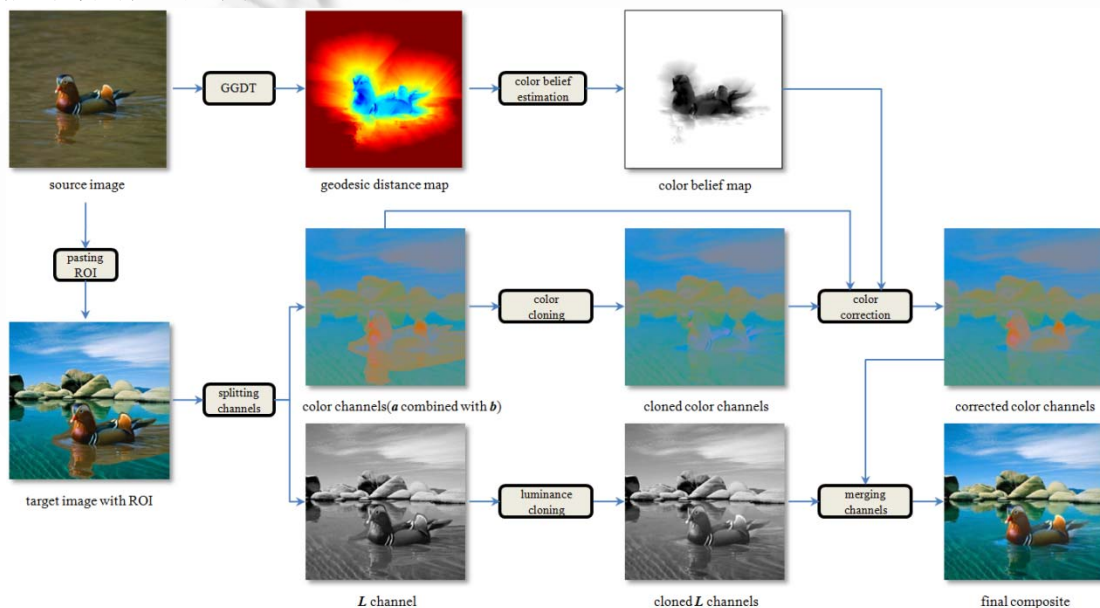 GGDT
color belief
estimation
source image
geodesic distance map
color belief map
pasting
ROI
color
cloning
color
correction
splitting
channels
color channels(a combined with b)
cloned color channels
corrected color channels
target image with ROI
luminance
cloning
merging
channels
L channel
cloned L channels
final composite